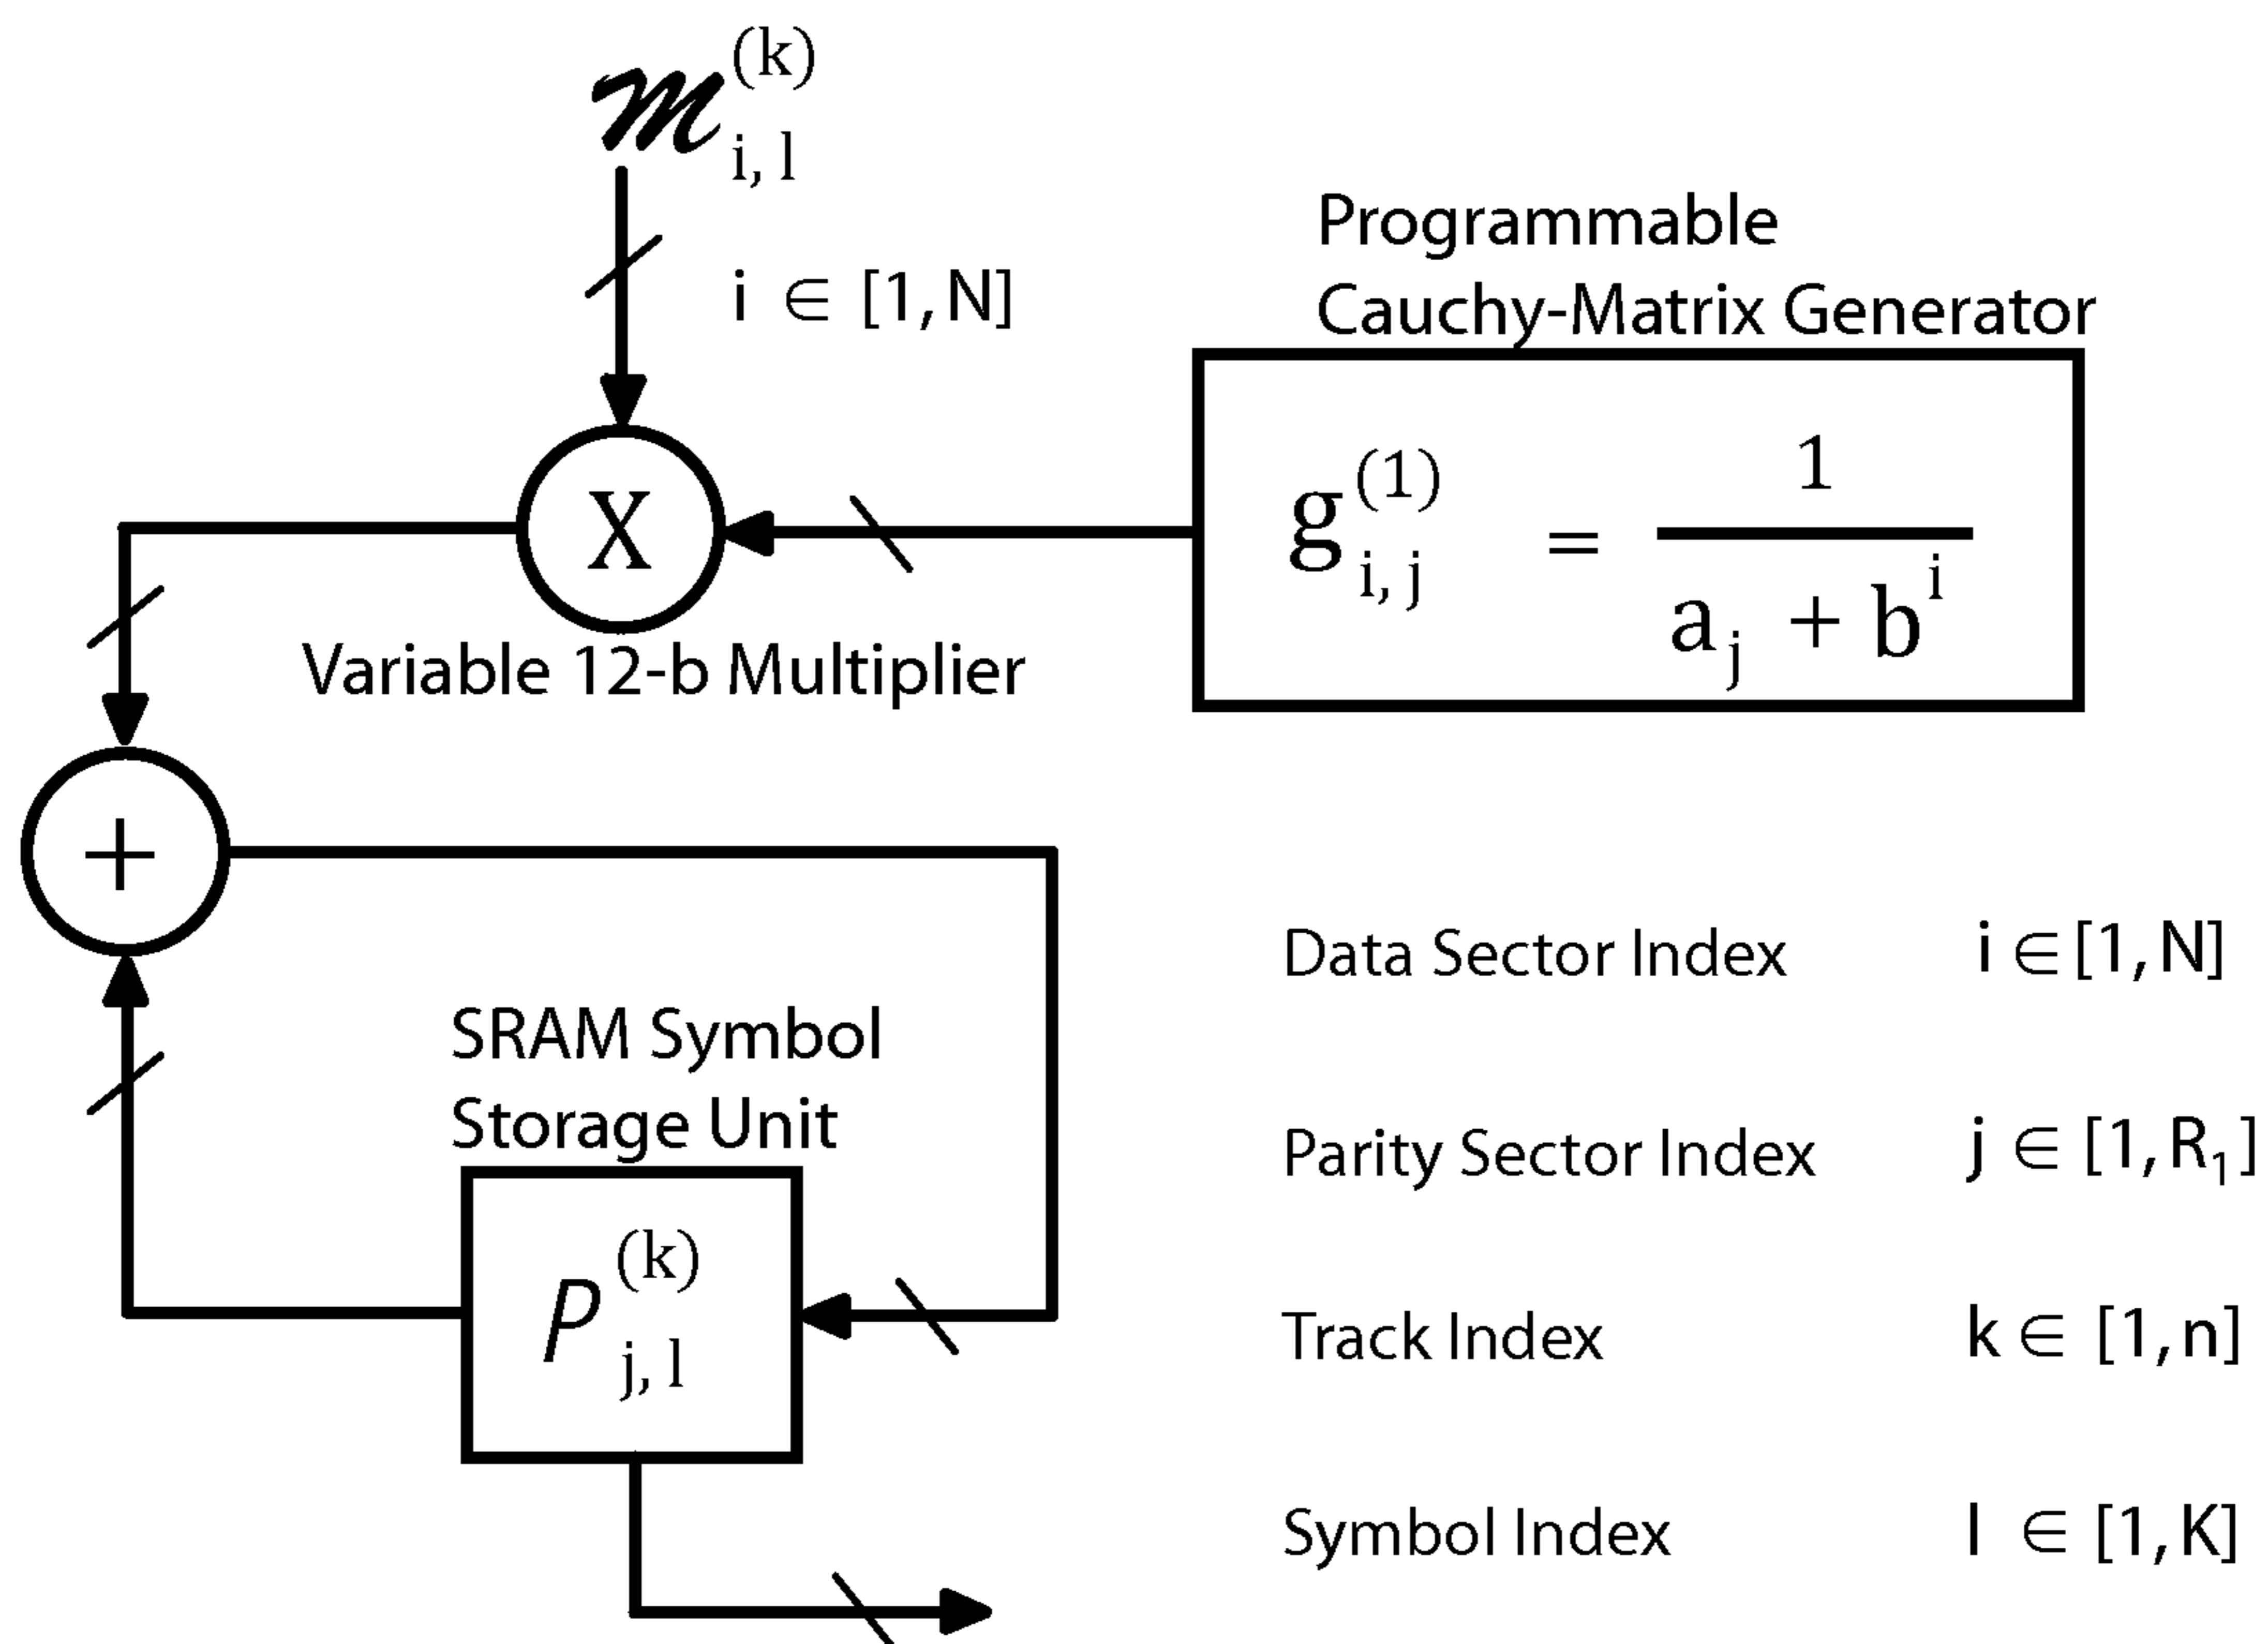 𝓂 (k) i, l
i ∈ [1, N]
Programmable
Cauchy-Matrix Generator
g (1) i, j = 1 / a j + b i
X
Variable 12-b Multiplier
+
SRAM Symbol
Storage Unit
P (k) j, l
Data Sector Index i ∈ [1, N]
Parity Sector Index j ∈ [1, R₁]
Track Index k ∈ [1, n]
Symbol Index l ∈ [1, K]